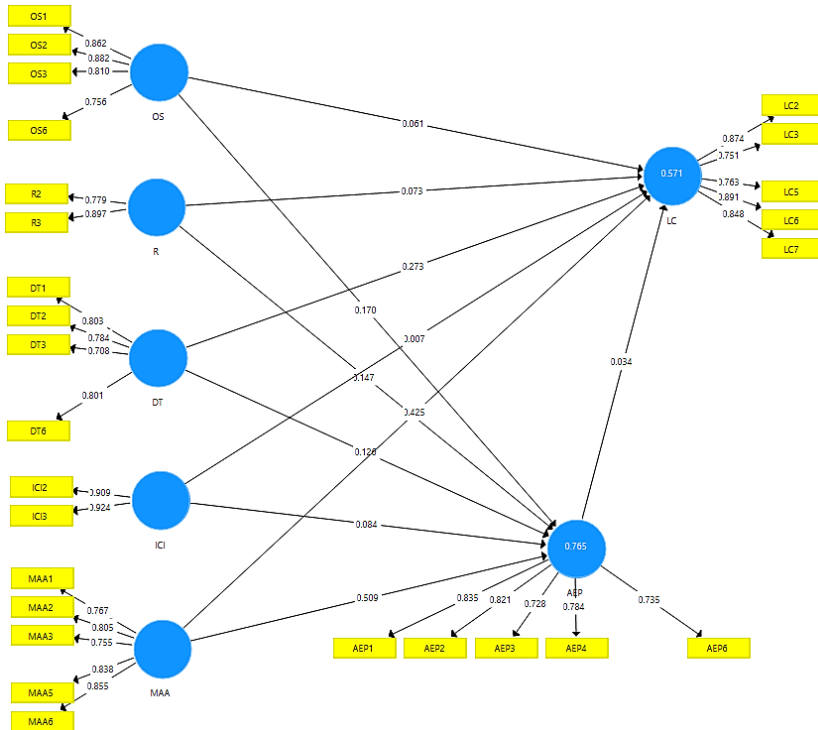 OS1
OS2
OS3
OS6
0.862
0.882
0.810
0.756
OS
R2
R3
0.779
0.897
R
DT1
DT2
DT3
DT6
0.803
0.784
0.708
0.801
DT
ICI2
ICI3
0.909
0.924
ICI
MAA1
MAA2
MAA3
MAA5
MAA6
0.767
0.805
0.755
0.838
0.855
MAA
0.061
0.073
0.273
0.170
0.007
0.147
0.425
0.126
0.084
0.509
0.034
0.571
LC
0.874
0.751
0.763
0.891
0.848
LC2
LC3
LC5
LC6
LC7
0.765
AEP
0.835
0.821
0.728
0.784
0.735
AEP1
AEP2
AEP3
AEP4
AEP6